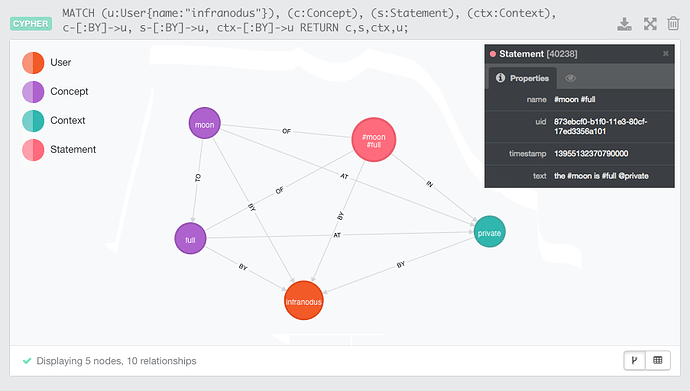 CYPHER
MATCH (u:User{name:"infranodus"}), (c:Concept), (s:Statement), (ctx:Context),
c-[:BY]->u, s-[:BY]->u, ctx-[:BY]->u RETURN c,s,ctx,u;
User
Concept
Context
Statement
Statement [40238]
Properties
name #moon #full
uid 873ebcf0-b1f0-11e3-80cf-
17ed3356a101
timestamp 13955132370790000
text the #moon is #full @private
moon
OF
#moon
#full
TO
OF
AT
IN
BY
BY
full
AT
private
BY
BY
infranodus
Displaying 5 nodes, 10 relationships